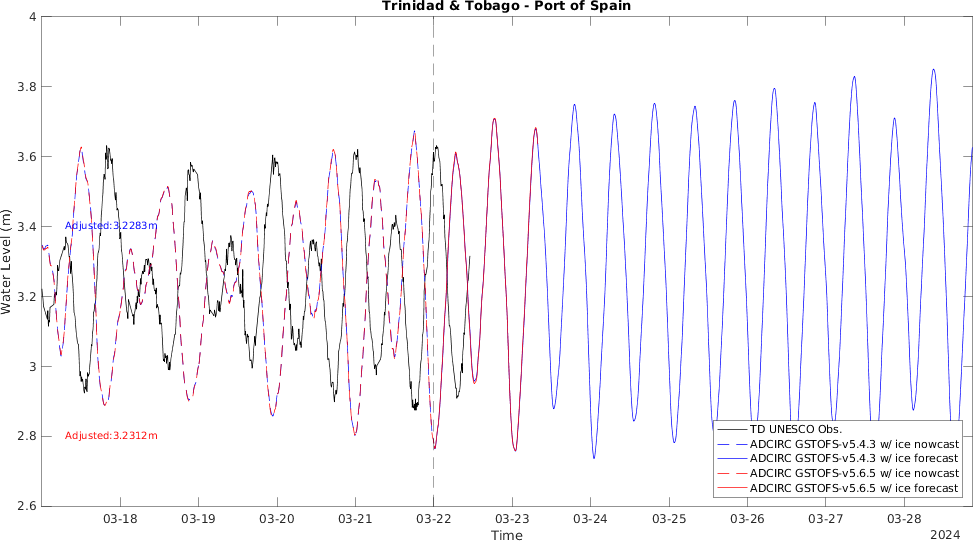 Trinidad & Tobago - Port of Spain
4
3.8
3.6
3.4
3.2
3
2.8
2.6
Water Level (m)
Adjusted:3.2283m
Adjusted:3.2312m
TD UNESCO Obs.
ADCIRC GSTOFS-v5.4.3 w/ ice nowcast
ADCIRC GSTOFS-v5.4.3 w/ ice forecast
ADCIRC GSTOFS-v5.6.5 w/ ice nowcast
ADCIRC GSTOFS-v5.6.5 w/ ice forecast
03-18 03-19 03-20 03-21 03-22 03-23 03-24 03-25 03-26 03-27 03-28
Time
2024